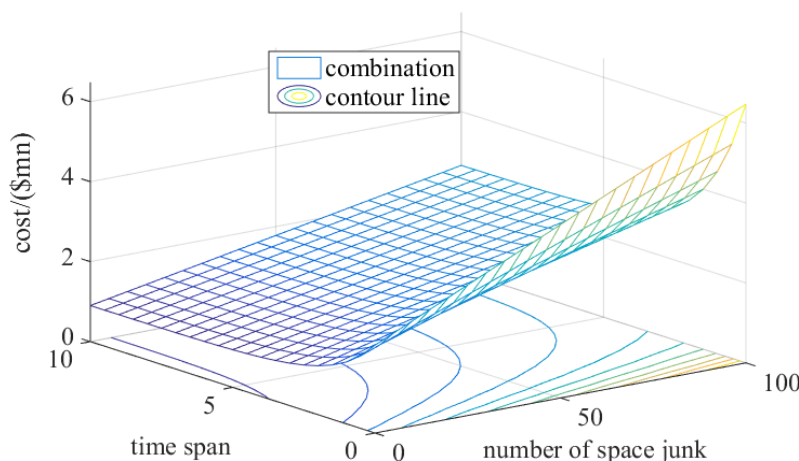 combination
contour line
6
4
2
0
cost/($mn)
10
5
0
time span
0
50
100
number of space junk